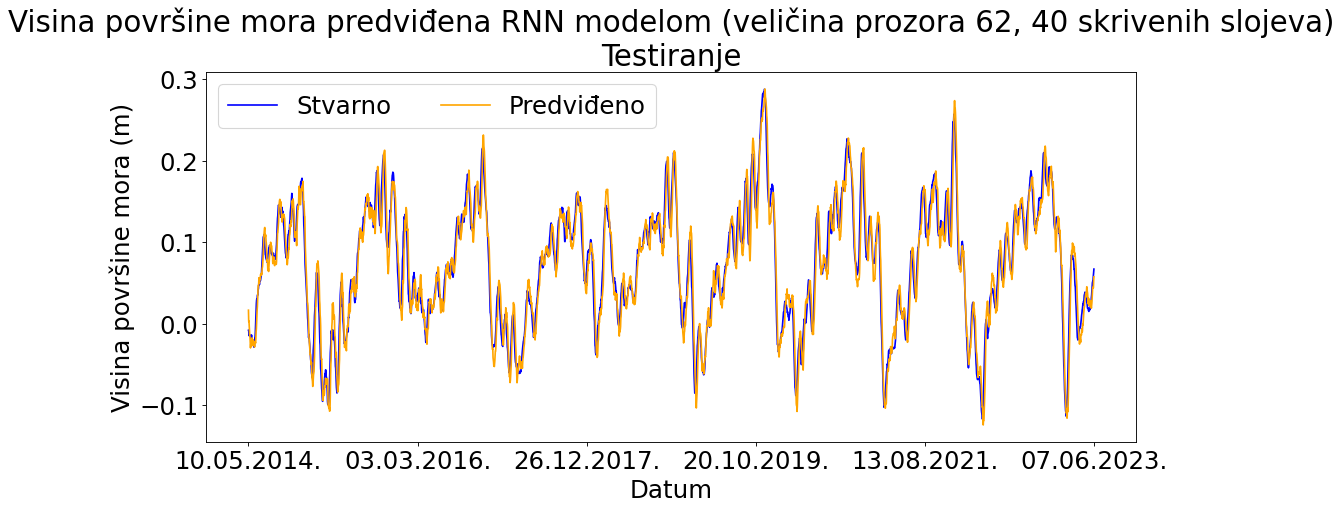 Visina površine mora predviđena RNN modelom (veličina prozora 62, 40 skrivenih slojeva)
Testiranje
Stvarno
Predviđeno
Visina površine mora (m)
0.3
0.2
0.1
0.0
−0.1
10.05.2014.
03.03.2016.
26.12.2017.
20.10.2019.
13.08.2021.
07.06.2023.
Datum